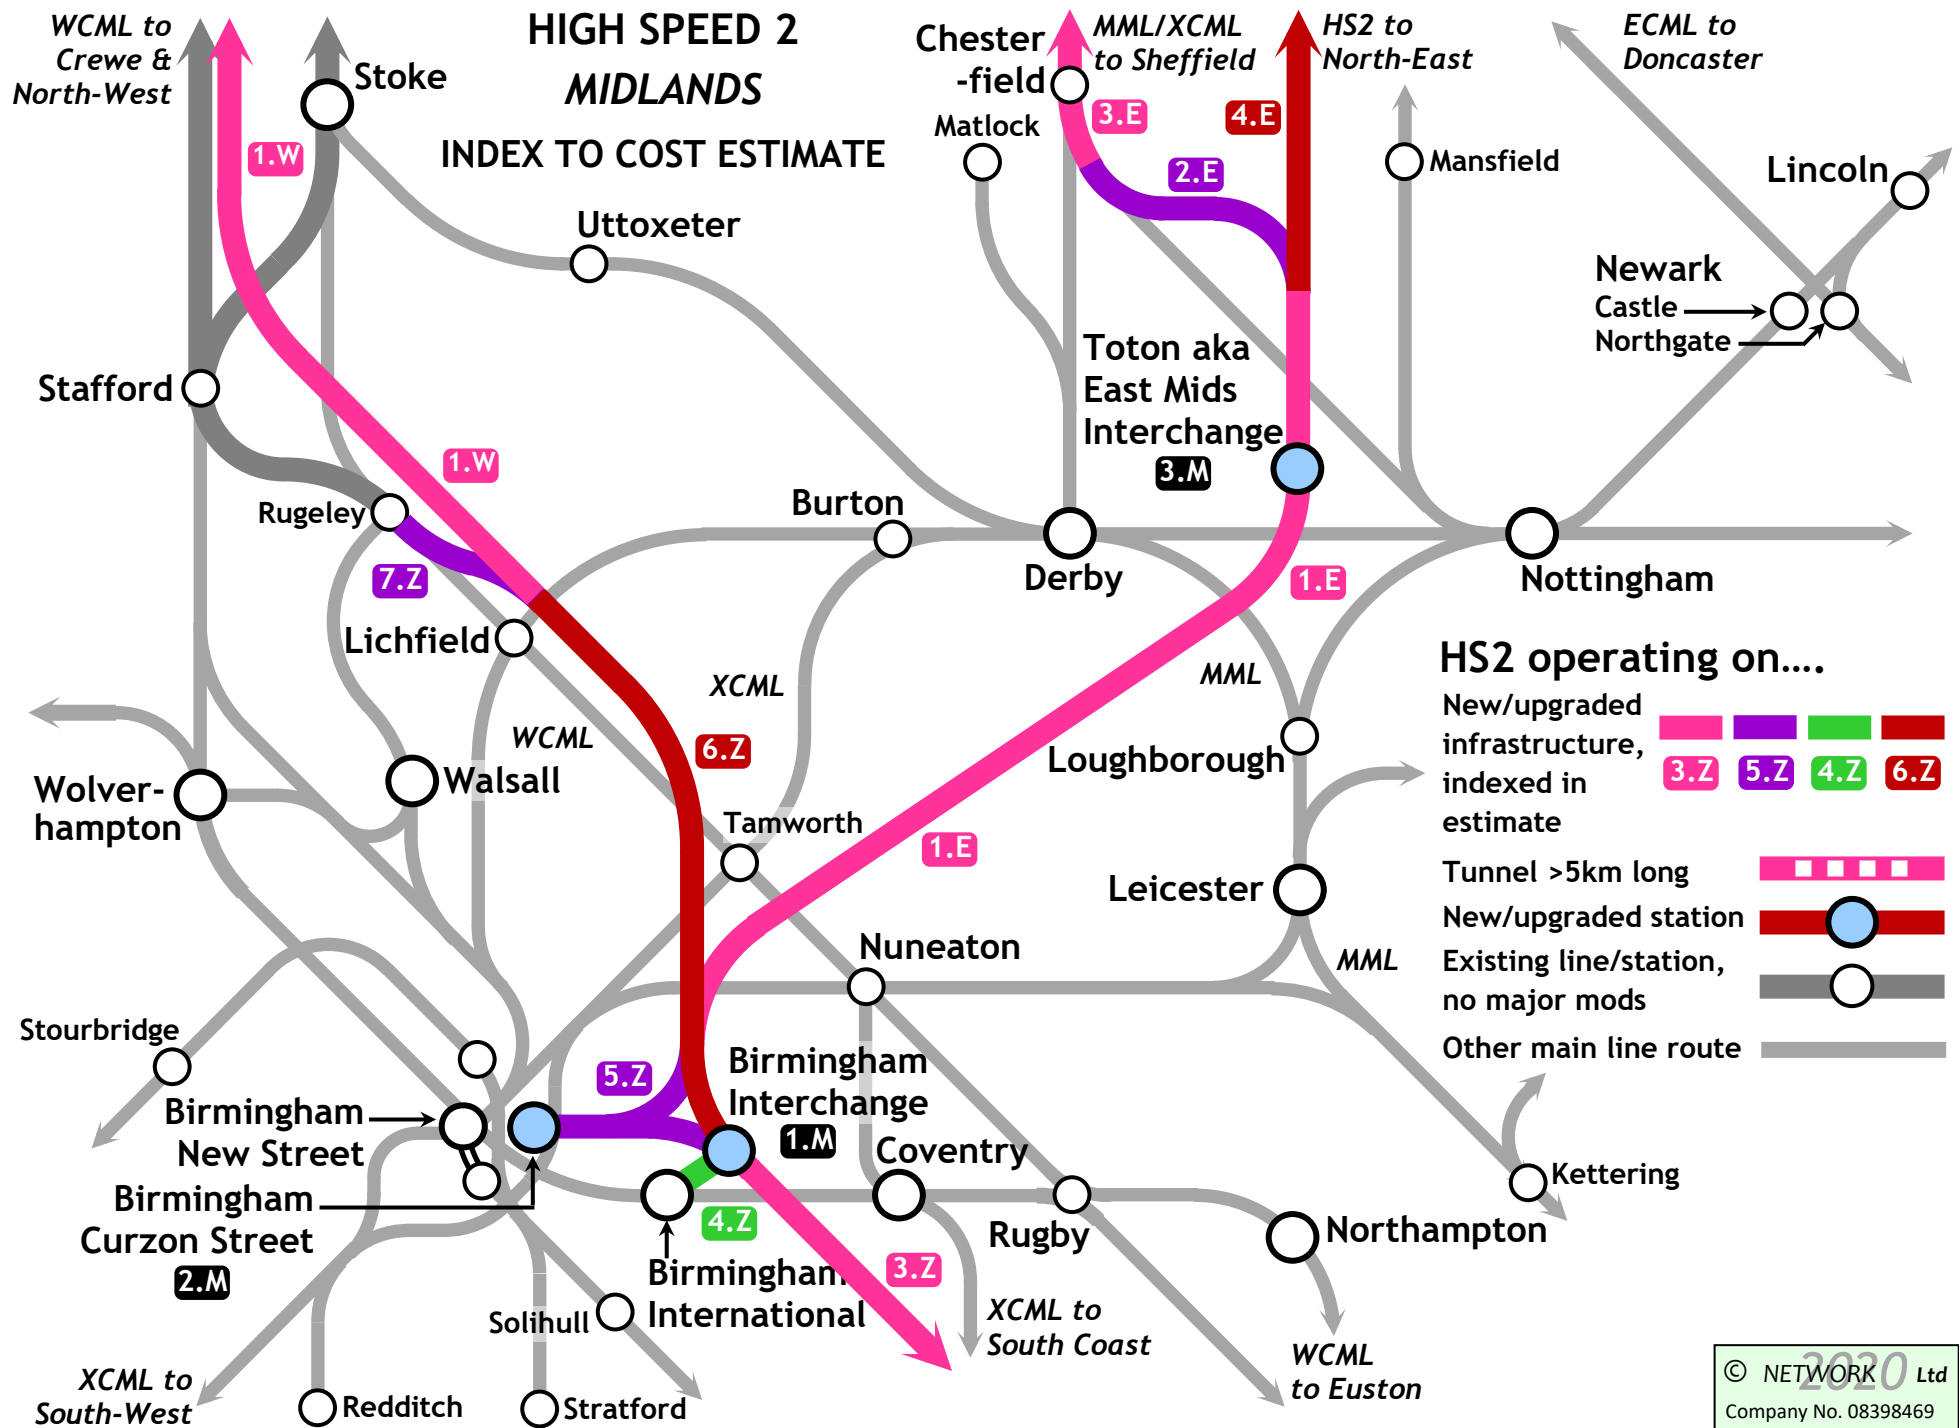 WCML to
Crewe &
North-West
HIGH SPEED 2
MIDLANDS
INDEX TO COST ESTIMATE
Stoke
1.W
Chester
-field
MML/XCML
to Sheffield
HS2 to
North-East
ECML to
Doncaster
3.E
4.E
Matlock
2.E
Mansfield
Lincoln
Uttoxeter
Newark
Castle
Northgate
Toton aka
East Mids
Interchange
3.M
Stafford
1.W
Rugeley
Burton
7.Z
Derby
1.E
Nottingham
Lichfield
XCML
MML
WCML
6.Z
HS2 operating on....
New/upgraded
infrastructure,
indexed in
estimate
3.Z
5.Z
4.Z
6.Z
Tunnel >5km long
New/upgraded station
Existing line/station,
no major mods
Other main line route
Loughborough
Walsall
Wolver-
hampton
Tamworth
1.E
Leicester
Nuneaton
MML
Stourbridge
5.Z
Birmingham
Interchange
1.M
Birmingham
New Street
Coventry
Kettering
Birmingham
Curzon Street
2.M
4.Z
Rugby
Northampton
3.Z
Birmingham
International
Solihull
XCML to
South Coast
WCML
to Euston
XCML to
South-West
Redditch
Stratford
© NETWORK 2020 Ltd
Company No. 08398469